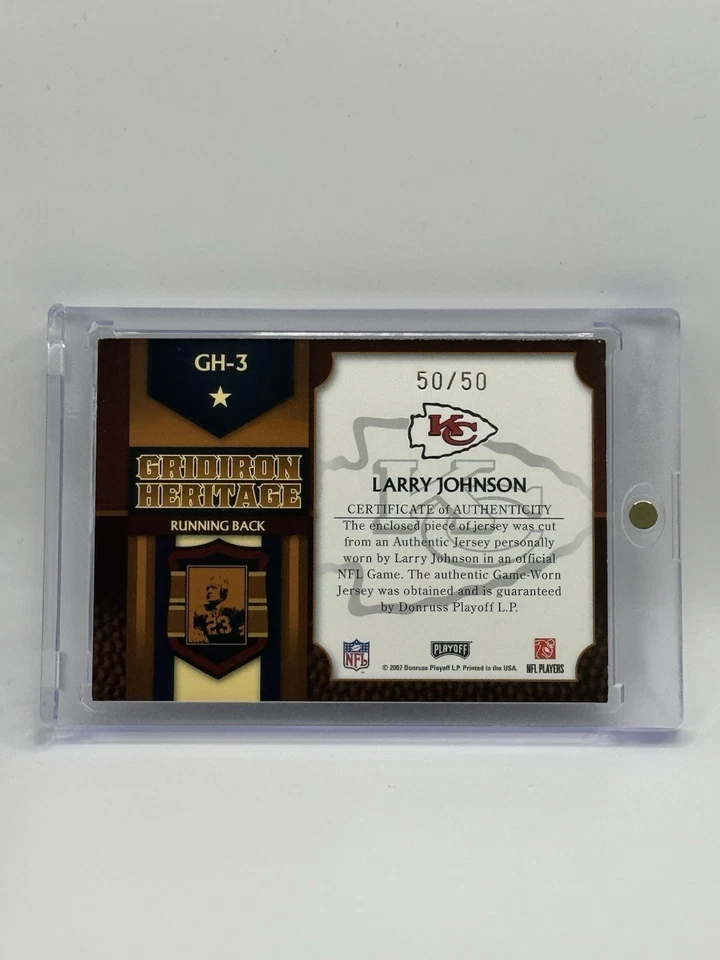 GH-3
GRIDIRON
HERITAGE
RUNNING BACK
23
50/50
KC
LARRY JOHNSON
CERTIFICATE of AUTHENTICITY
The enclosed piece of jersey was cut
from an Authentic Jersey personally
worn by Larry Johnson in an official
NFL Game. The authentic Game-Worn
Jersey was obtained and is guaranteed
by Donruss Playoff L.P.
NFL
PLAYOFF
NFL PLAYERS
© 2007 Donruss Playoff L.P. Printed in the USA.